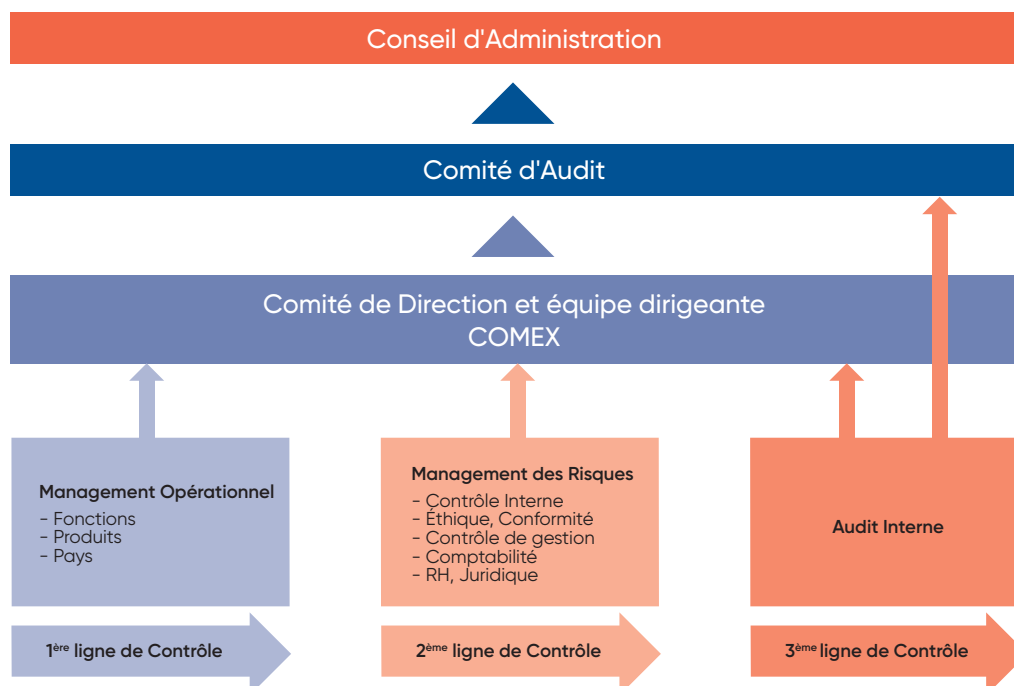 Conseil d'Administration
Comité d'Audit
Comité de Direction et équipe dirigeante
COMEX
Management Opérationnel
- Fonctions
- Produits
- Pays
Management des Risques
- Contrôle Interne
- Éthique, Conformité
- Contrôle de gestion
- Comptabilité
- RH, Juridique
Audit Interne
1ère ligne de Contrôle
2ème ligne de Contrôle
3ème ligne de Contrôle